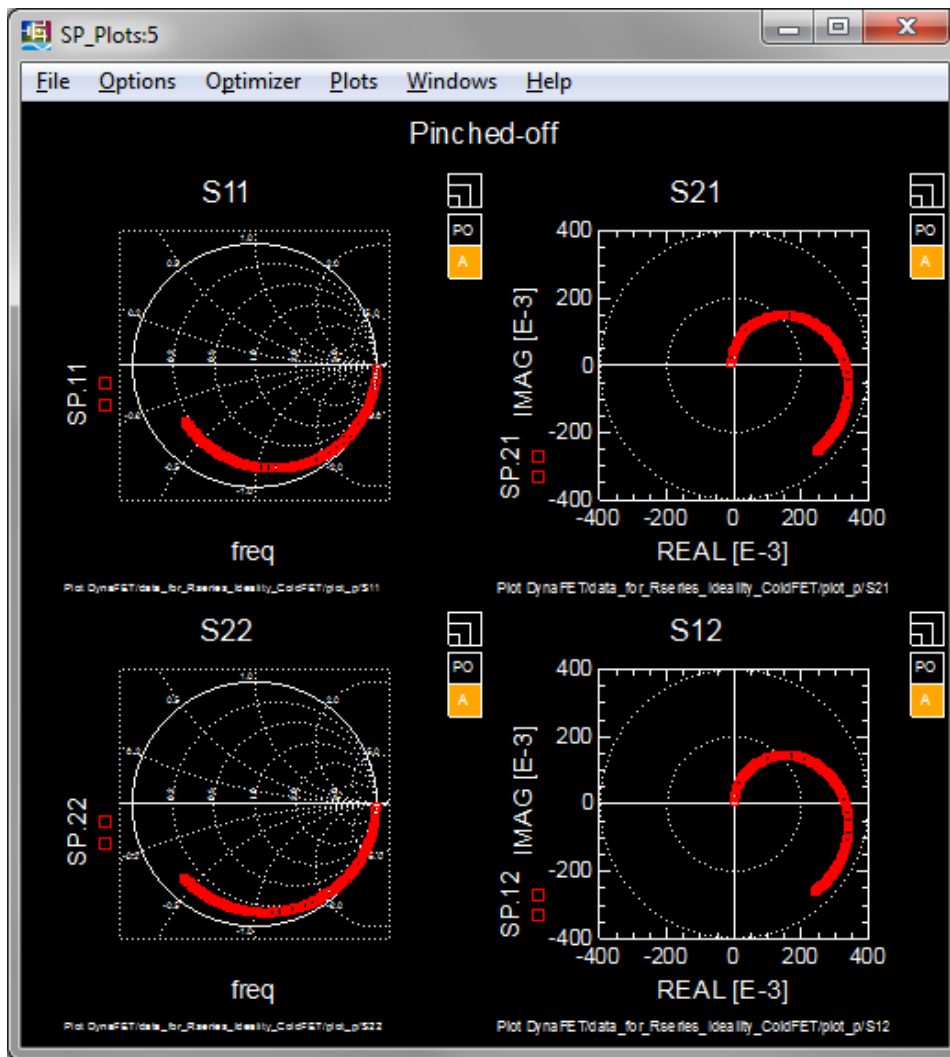 SP_Plots:5
File Options Optimizer Plots Windows Help
Pinched-off
S11
PO
A
SP.11
freq
Plot DynaFET/data_for_Rseries_Ideality_ColdFET/plot_p/S11
S21
PO
A
400
200
0
-200
-400
-400 -200 0 200 400
SP.21 IMAG [E-3]
REAL [E-3]
Plot DynaFET/data_for_Rseries_Ideality_ColdFET/plot_p/S21
S22
PO
A
SP.22
freq
Plot DynaFET/data_for_Rseries_Ideality_ColdFET/plot_p/S22
S12
PO
A
400
200
0
-200
-400
-400 -200 0 200 400
SP.12 IMAG [E-3]
REAL [E-3]
Plot DynaFET/data_for_Rseries_Ideality_ColdFET/plot_p/S12